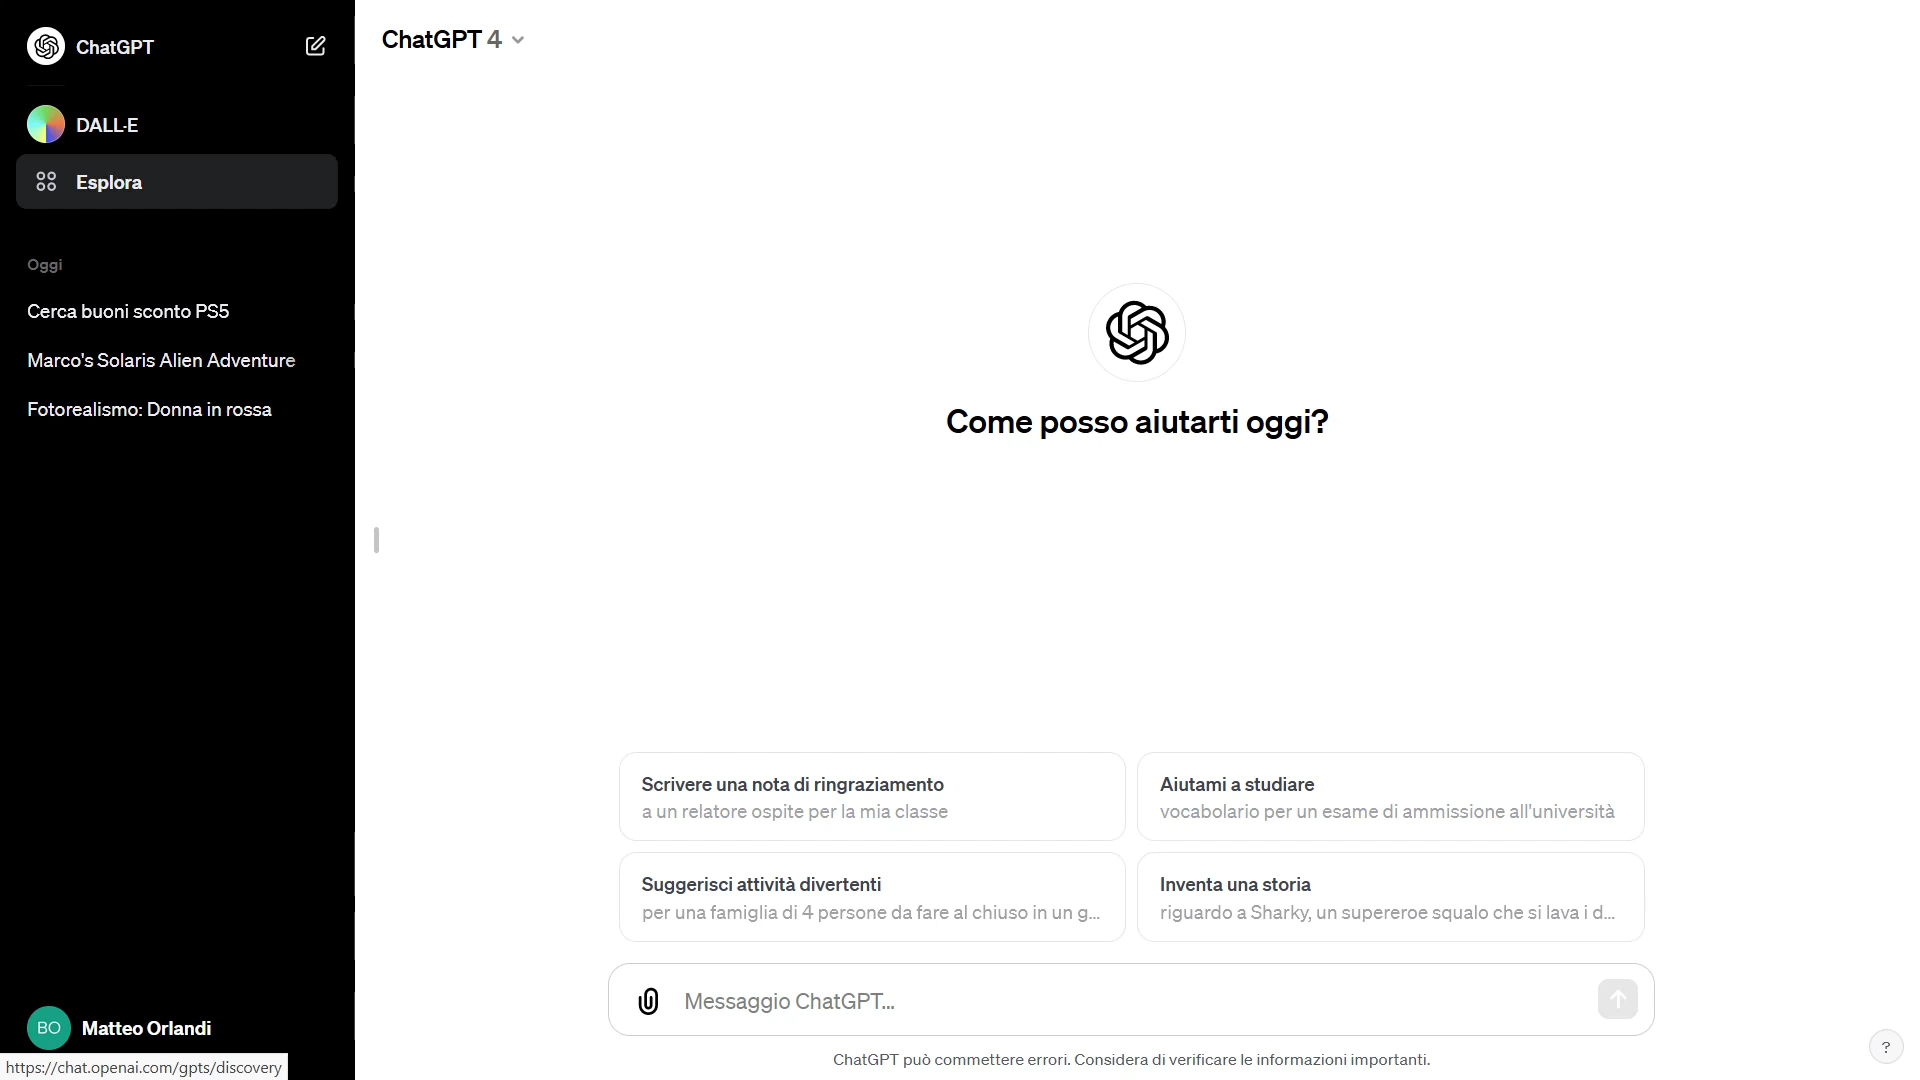 ChatGPT
DALL·E
Esplora
Oggi
Cerca buoni sconto PS5
Marco's Solaris Alien Adventure
Fotorealismo: Donna in rossa
BO Matteo Orlandi
https://chat.openai.com/gpts/discovery
ChatGPT 4
Come posso aiutarti oggi?
Scrivere una nota di ringraziamento
a un relatore ospite per la mia classe
Aiutami a studiare
vocabolario per un esame di ammissione all'università
Suggerisci attività divertenti
per una famiglia di 4 persone da fare al chiuso in un g...
Inventa una storia
riguardo a Sharky, un supereroe squalo che si lava i d...
Messaggio ChatGPT...
ChatGPT può commettere errori. Considera di verificare le informazioni importanti.
?